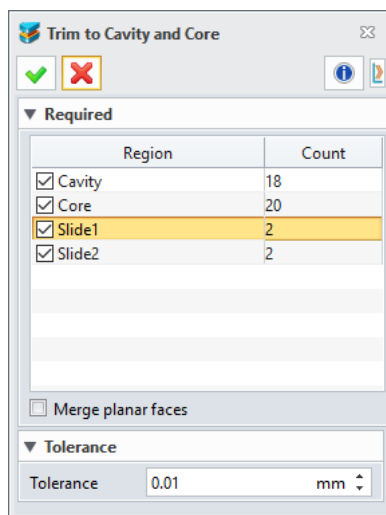 Trim to Cavity and Core
Required
Region Count
Cavity 18
Core 20
Slide1 2
Slide2 2
Merge planar faces
Tolerance
Tolerance 0.01 mm